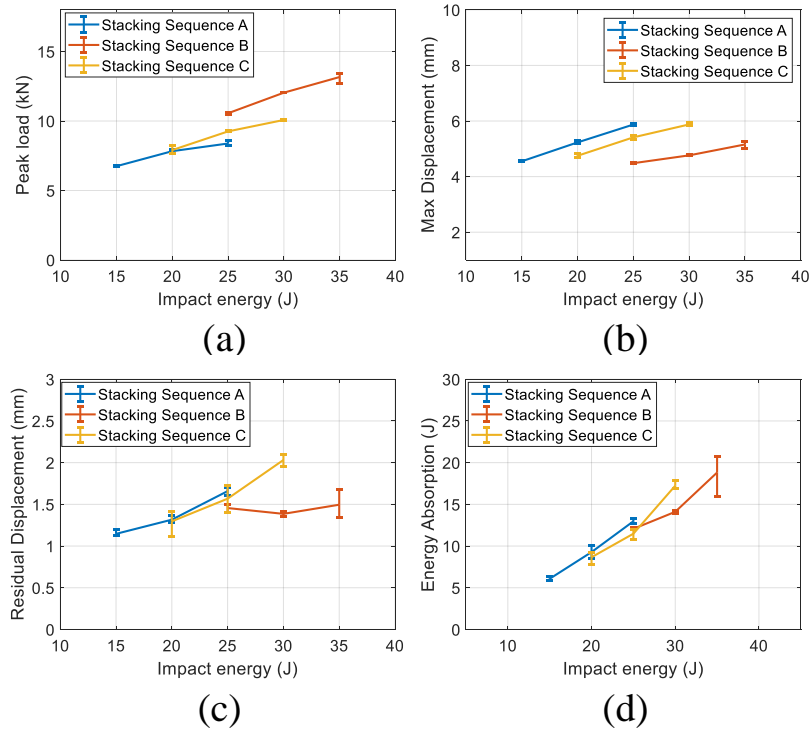 Stacking Sequence A
Stacking Sequence B
Stacking Sequence C
Peak load (kN)
15
10
5
0
10 15 20 25 30 35 40
Impact energy (J)
(a)
Stacking Sequence A
Stacking Sequence B
Stacking Sequence C
Max Displacement (mm)
10
8
6
4
2
10 15 20 25 30 35 40
Impact energy (J)
(b)
Stacking Sequence A
Stacking Sequence B
Stacking Sequence C
Residual Displacement (mm)
3
2.5
2
1.5
1
0.5
0
10 15 20 25 30 35 40
Impact energy (J)
(c)
Stacking Sequence A
Stacking Sequence B
Stacking Sequence C
Energy Absorption (J)
30
25
20
15
10
5
0
10 20 30 40
Impact energy (J)
(d)